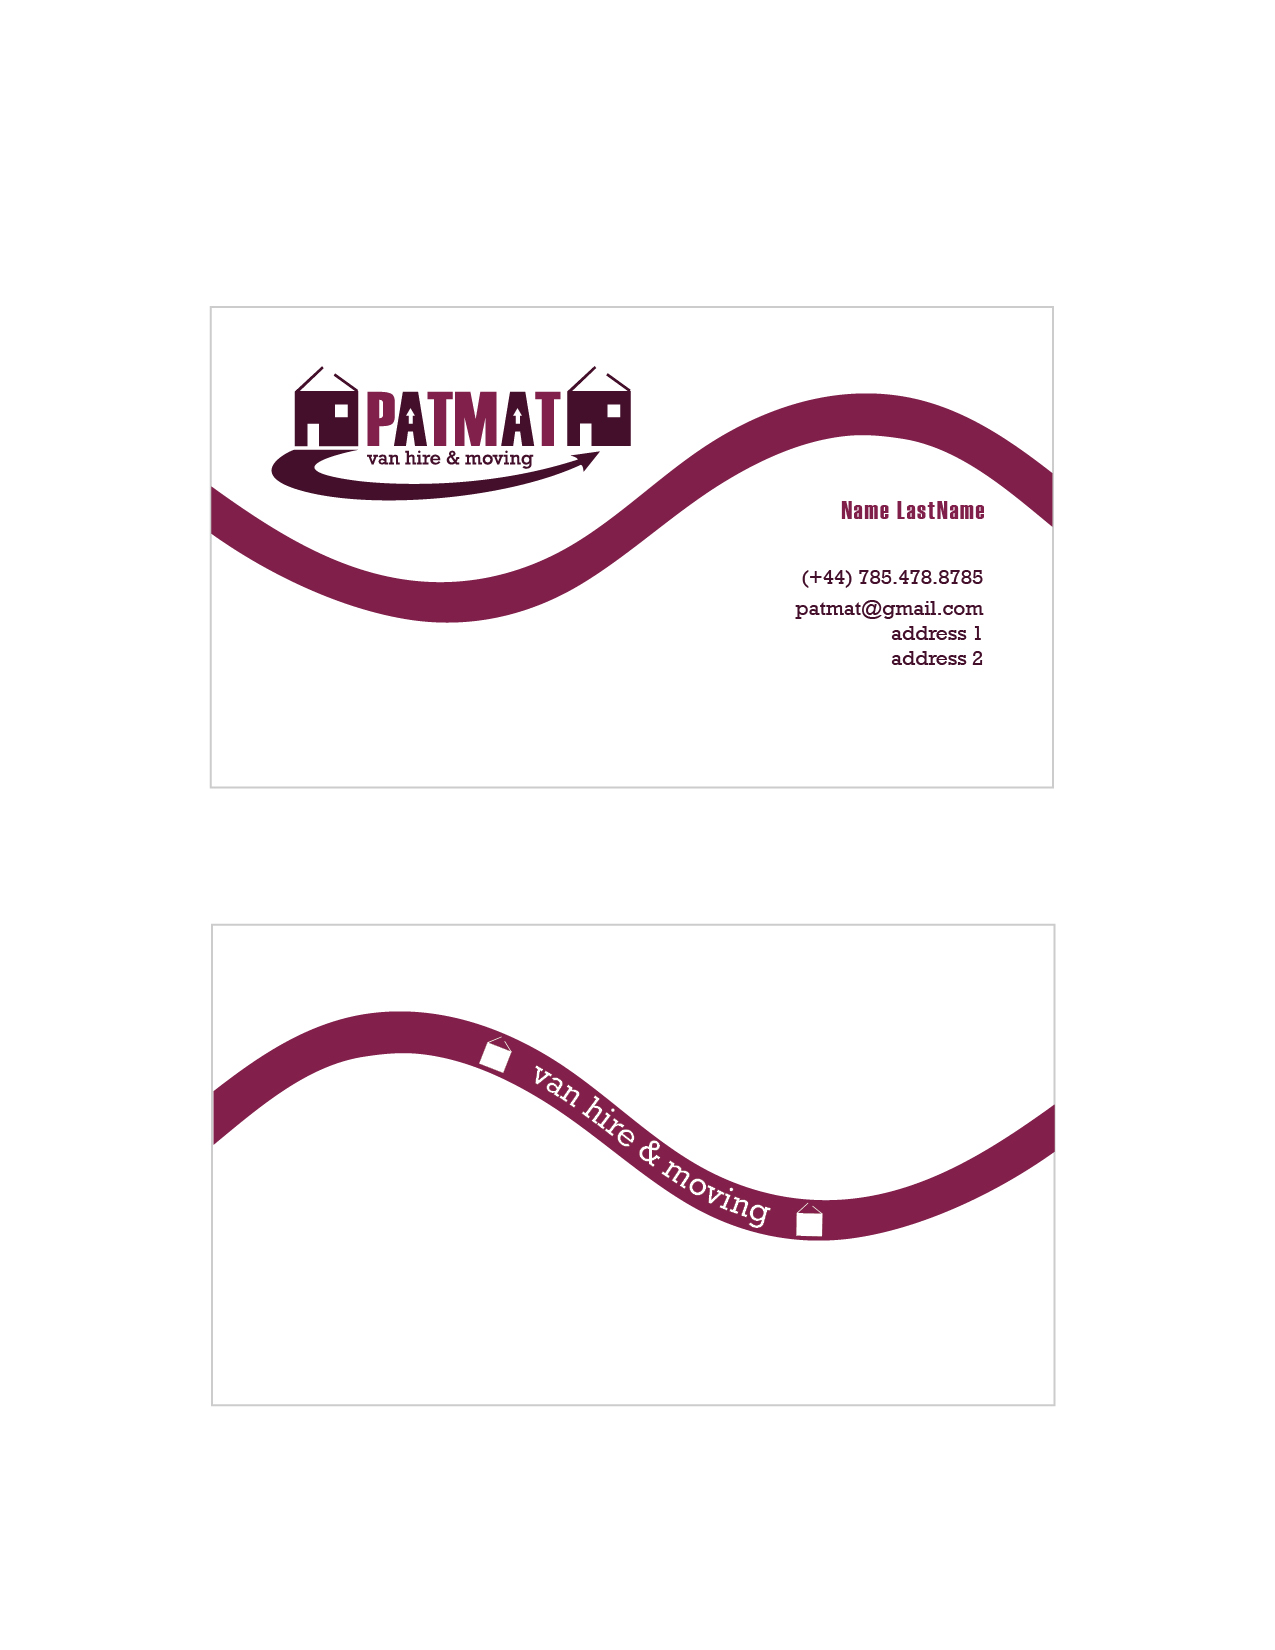 PATMAT
van hire & moving
Name LastName
(+44) 785.478.8785
patmat@gmail.com
address 1
address 2
van hire & moving